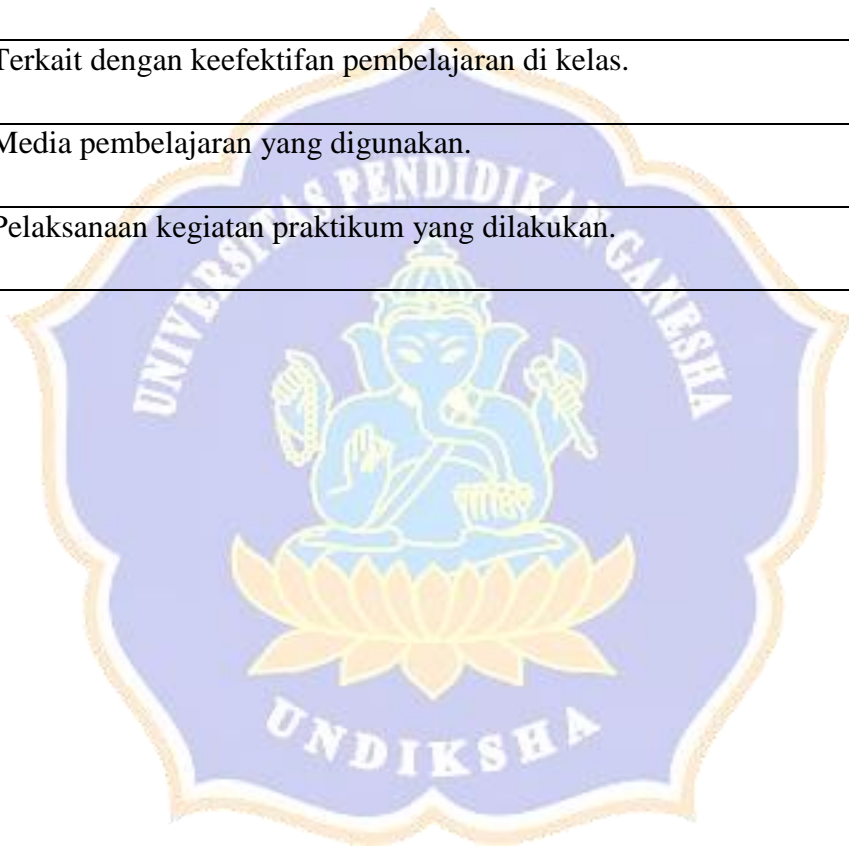 Terkait dengan keefektifan pembelajaran di kelas.
Media pembelajaran yang digunakan.
Pelaksanaan kegiatan praktikum yang dilakukan.
UNIVERSITAS PENDIDIKAN GANESHA
UNDIKSHA